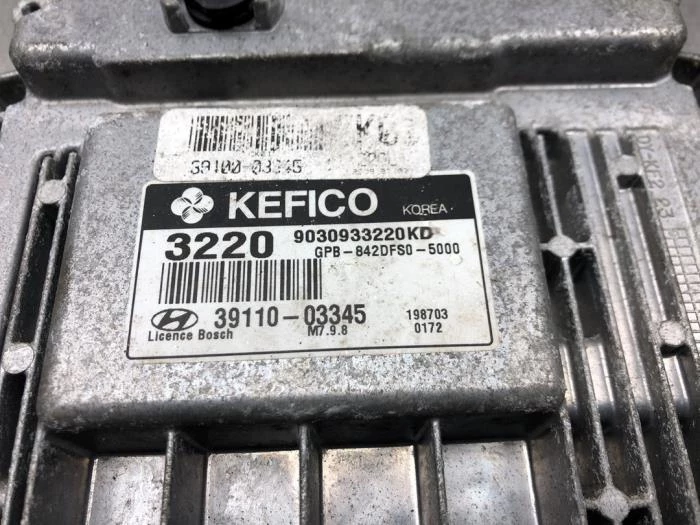 39100-03345
KEFICO KOREA
3220 9030933220KD
GPB-842DFS0-5000
39110-03345 198703
Licence Bosch M7.9.8 0172